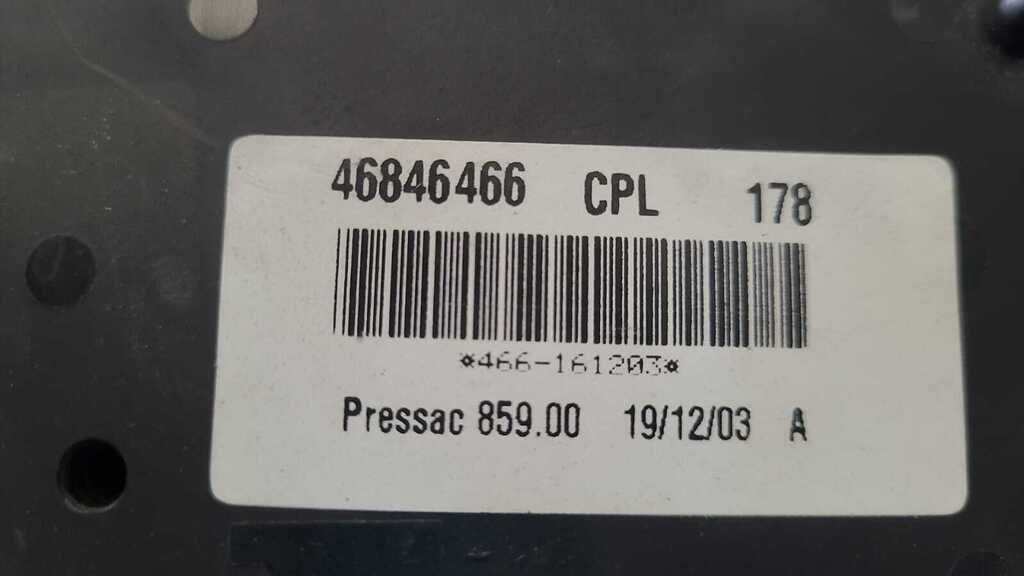 46846466 CPL 178
*466-161203*
Pressac 859.00 19/12/03 A